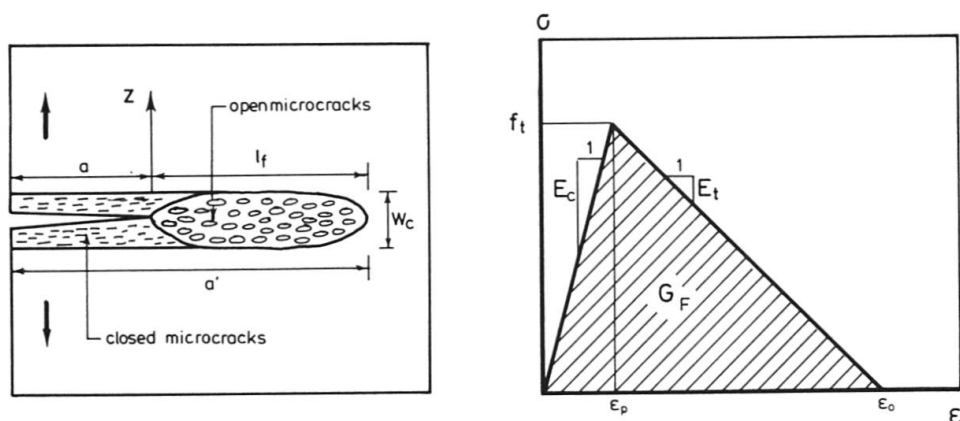 Z
open microcracks
a
l_f
W_c
a'
closed microcracks
σ
f_t
1
E_c
1
E_t
G_F
ε_p
ε_o
ε